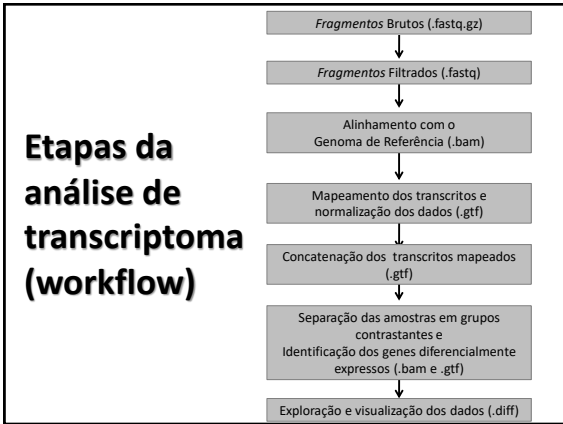 Etapas da
análise de
transcriptoma
(workflow)
Fragmentos Brutos (.fastq.gz)
Fragmentos Filtrados (.fastq)
Alinhamento com o
Genoma de Referência (.bam)
Mapeamento dos transcritos e
normalização dos dados (.gtf)
Concatenação dos transcritos mapeados
(.gtf)
Separação das amostras em grupos
contrastantes e
Identificação dos genes diferencialmente
expressos (.bam e .gtf)
Exploração e visualização dos dados (.diff)